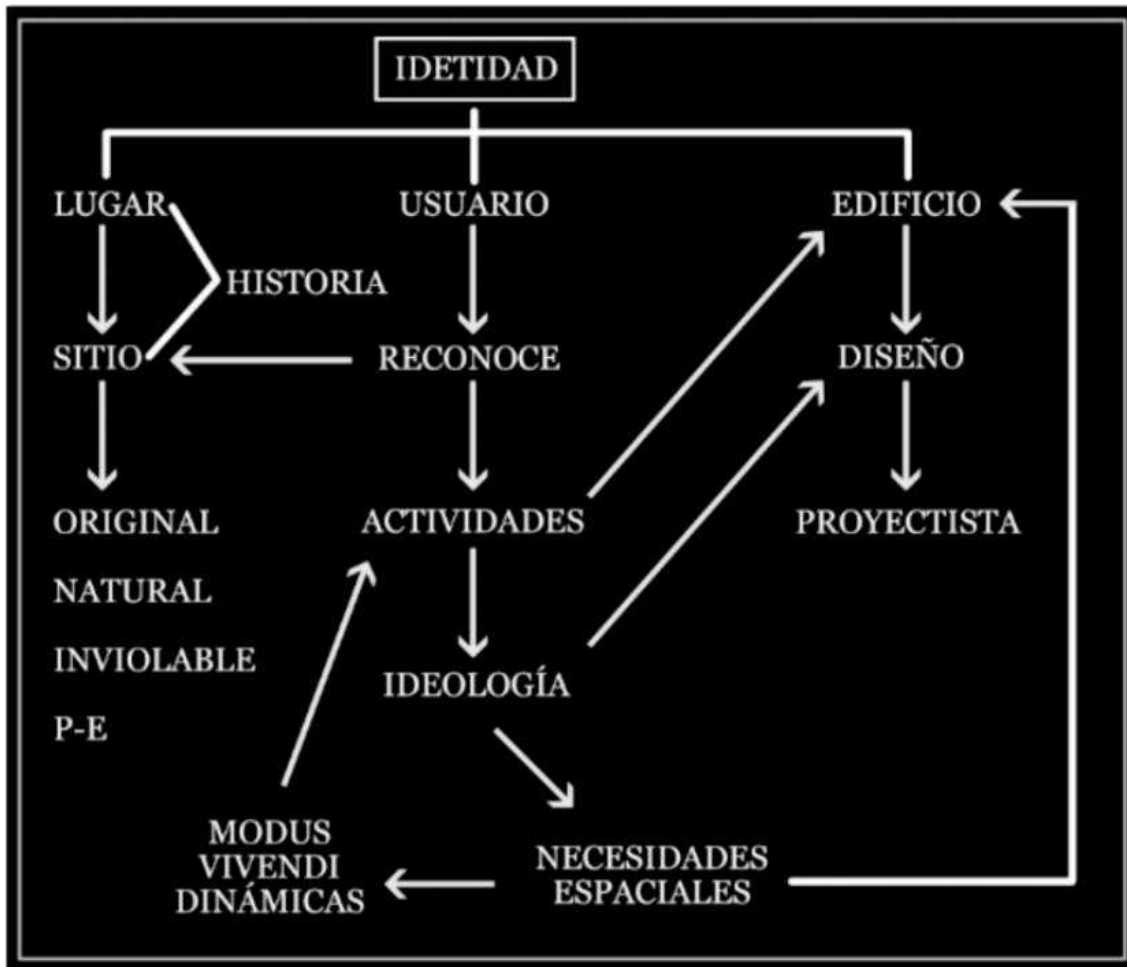 IDETIDAD
LUGAR
USUARIO
EDIFICIO
HISTORIA
SITIO
RECONOCE
DISEÑO
ORIGINAL
ACTIVIDADES
PROYECTISTA
NATURAL
INVIOLABLE
IDEOLOGÍA
P-E
MODUS
VIVENDI
DINÁMICAS
NECESIDADES
ESPACIALES